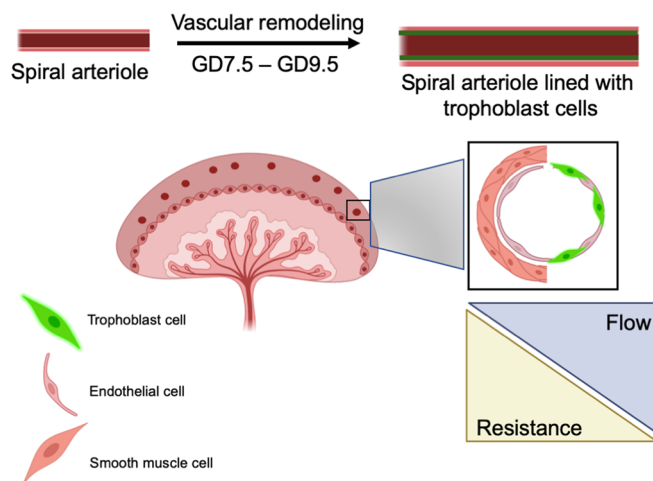 Vascular remodeling
GD7.5 – GD9.5
Spiral arteriole
Spiral arteriole lined with
trophoblast cells
Trophoblast cell
Endothelial cell
Smooth muscle cell
Flow
Resistance